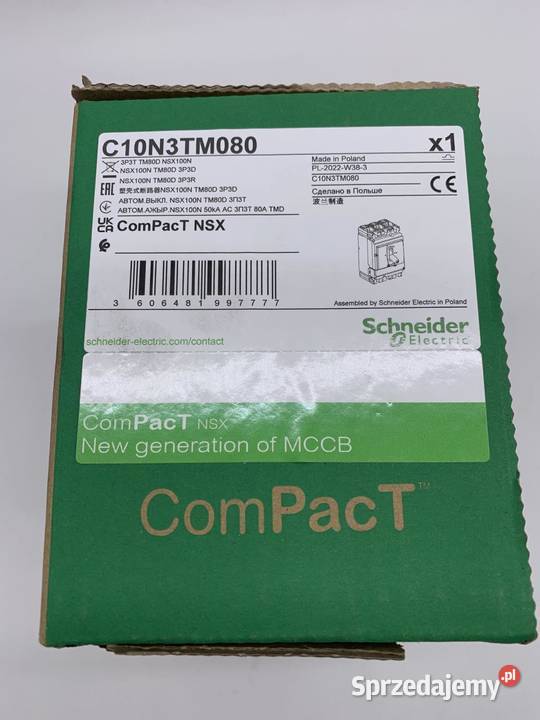 C10N3TM080
x1
3P3T TM80D NSX100N
NSX100N TM80D 3P3D
NSX100N TM80D 3P3R
塑壳式断路器NSX100N TM80D 3P3D
АВТОМ.ВЫКЛ. NSX100N TM80D 3П3Т
АВТОМ.АЖЫР.NSX100N 50kA AC 3П3Т 80A TMD
Made in Poland
PL-2022-W38-3
C10N3TM080
Сделано в Польше
波兰制造
EAC
UK
CA
ComPacT NSX
3 606481 997777
Assembled by Schneider Electric in Poland
schneider-electric.com/contact
Schneider
Electric
ComPacT NSX
New generation of MCCB
ComPacT™
Sprzedajemy.pl